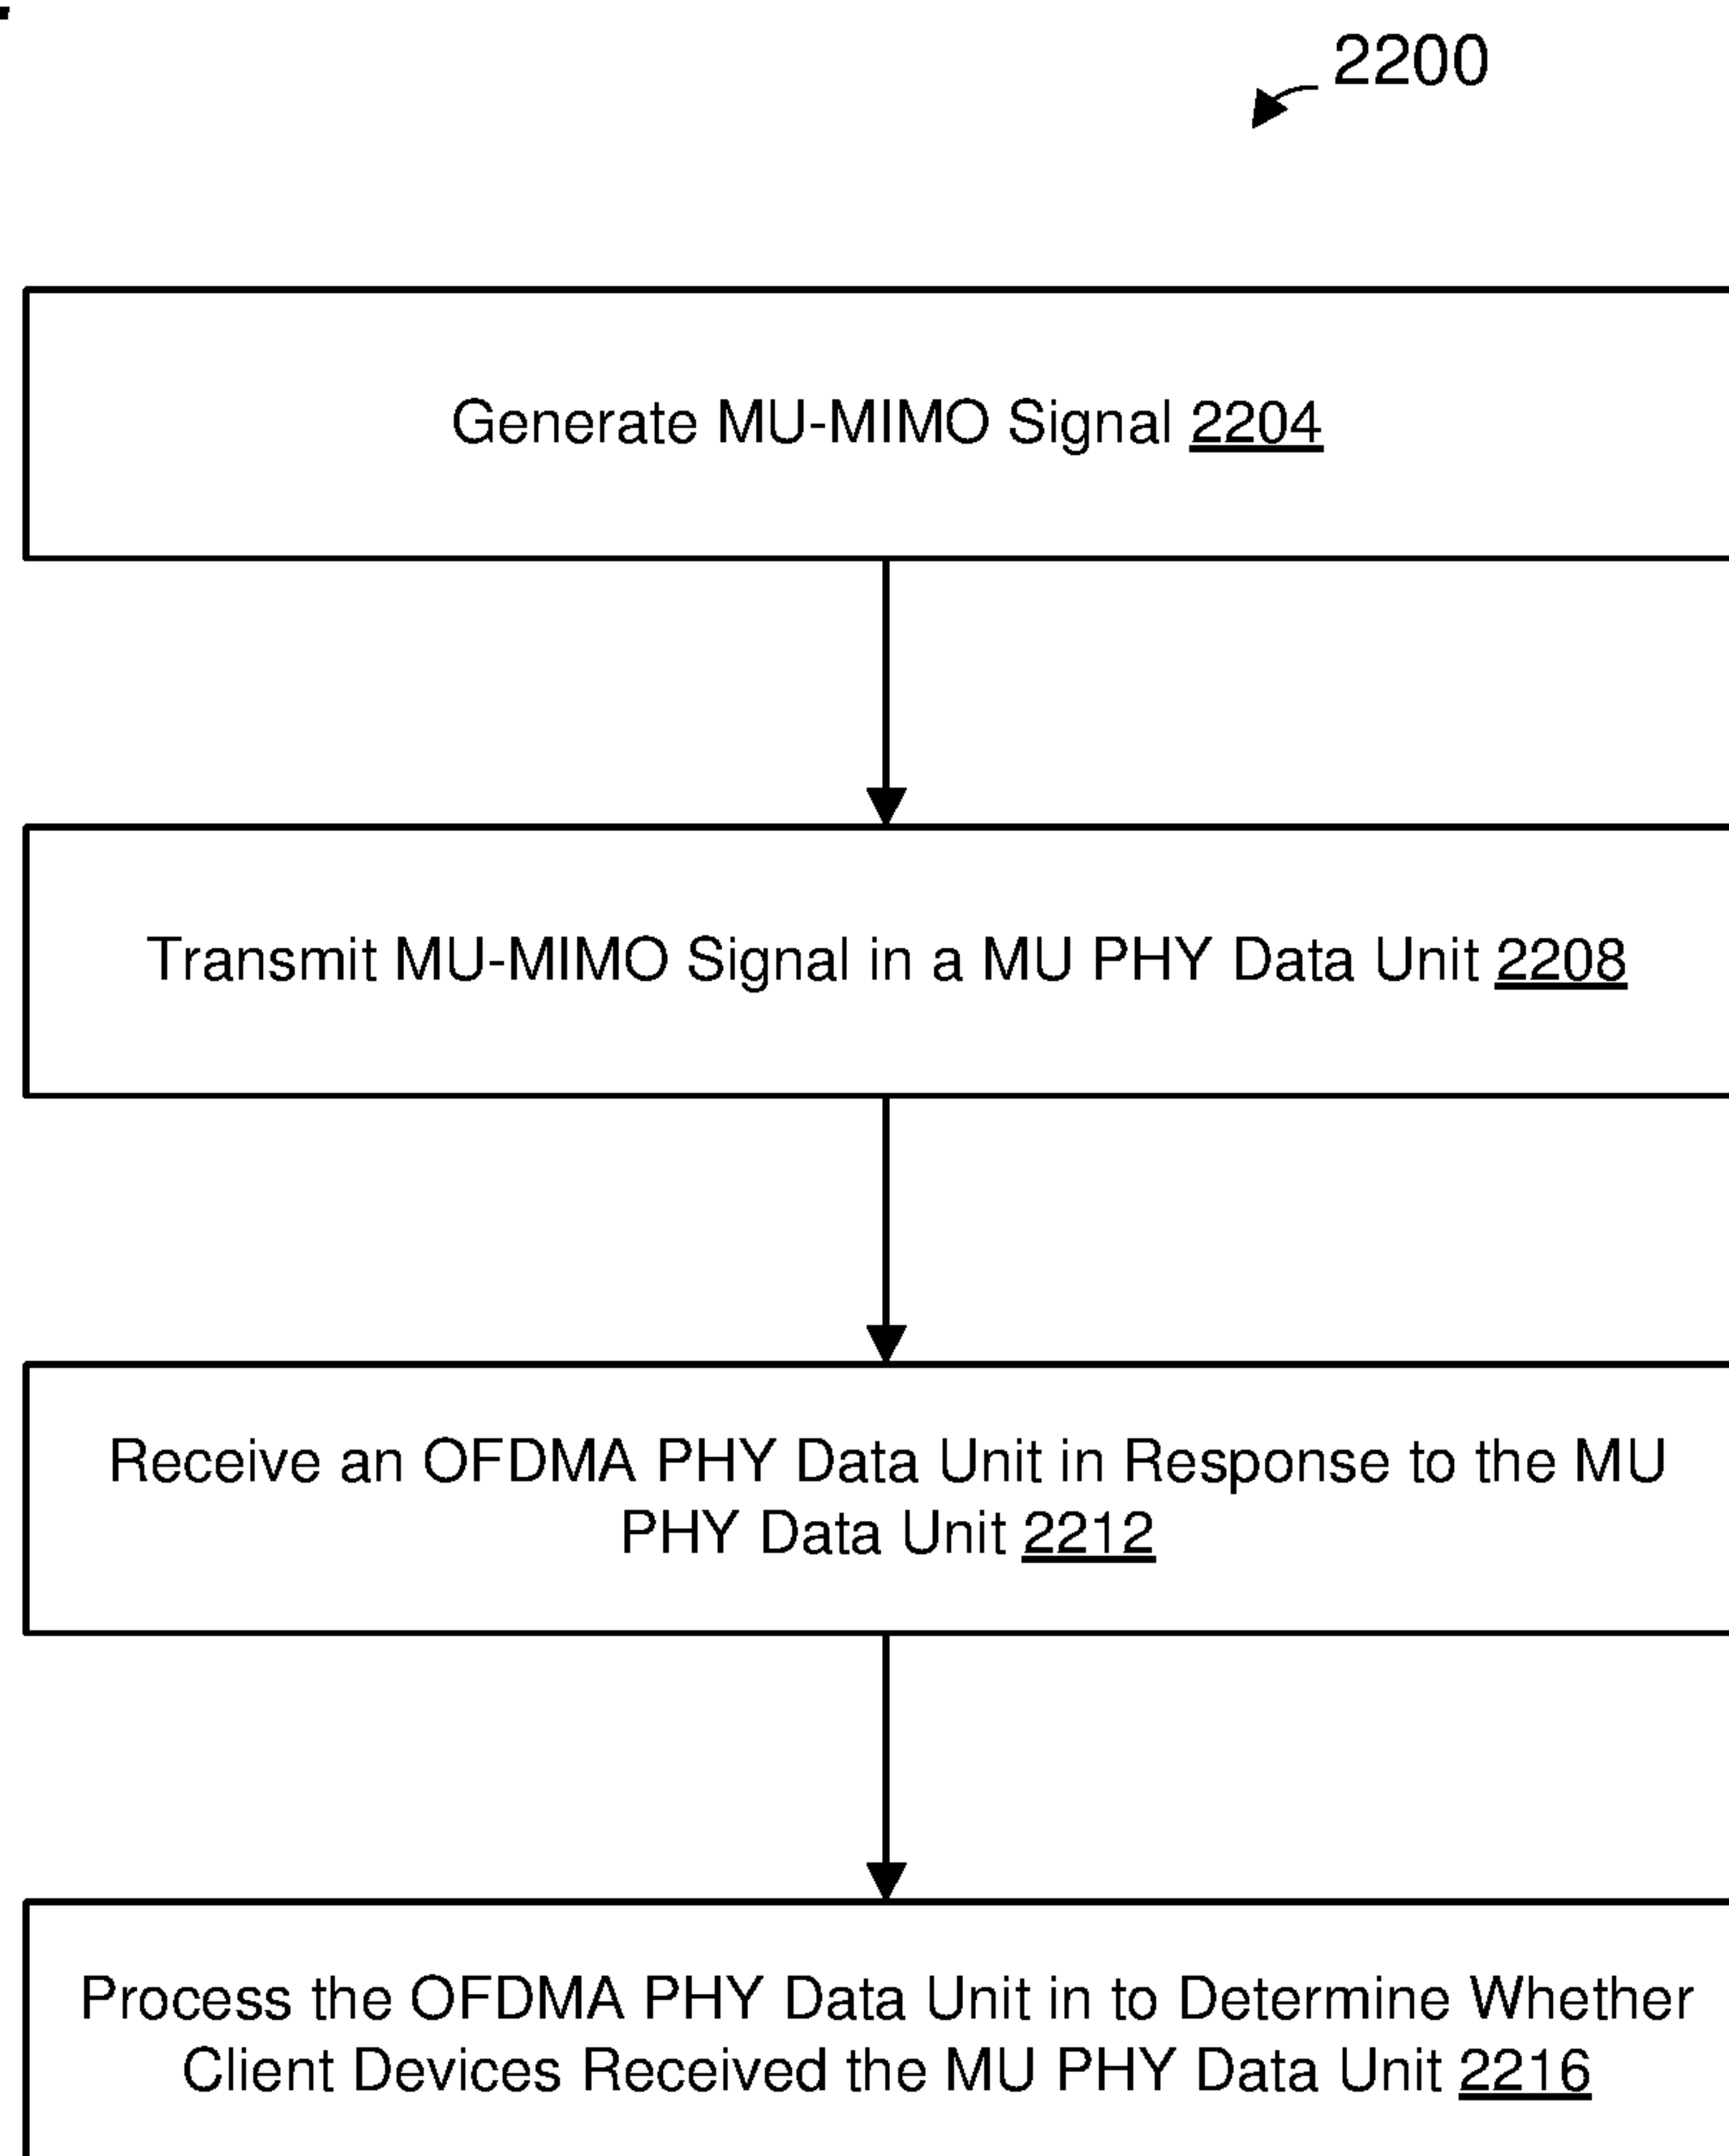 2200
Generate MU-MIMO Signal 2204
Transmit MU-MIMO Signal in a MU PHY Data Unit 2208
Receive an OFDMA PHY Data Unit in Response to the MU
PHY Data Unit 2212
Process the OFDMA PHY Data Unit in to Determine Whether
Client Devices Received the MU PHY Data Unit 2216